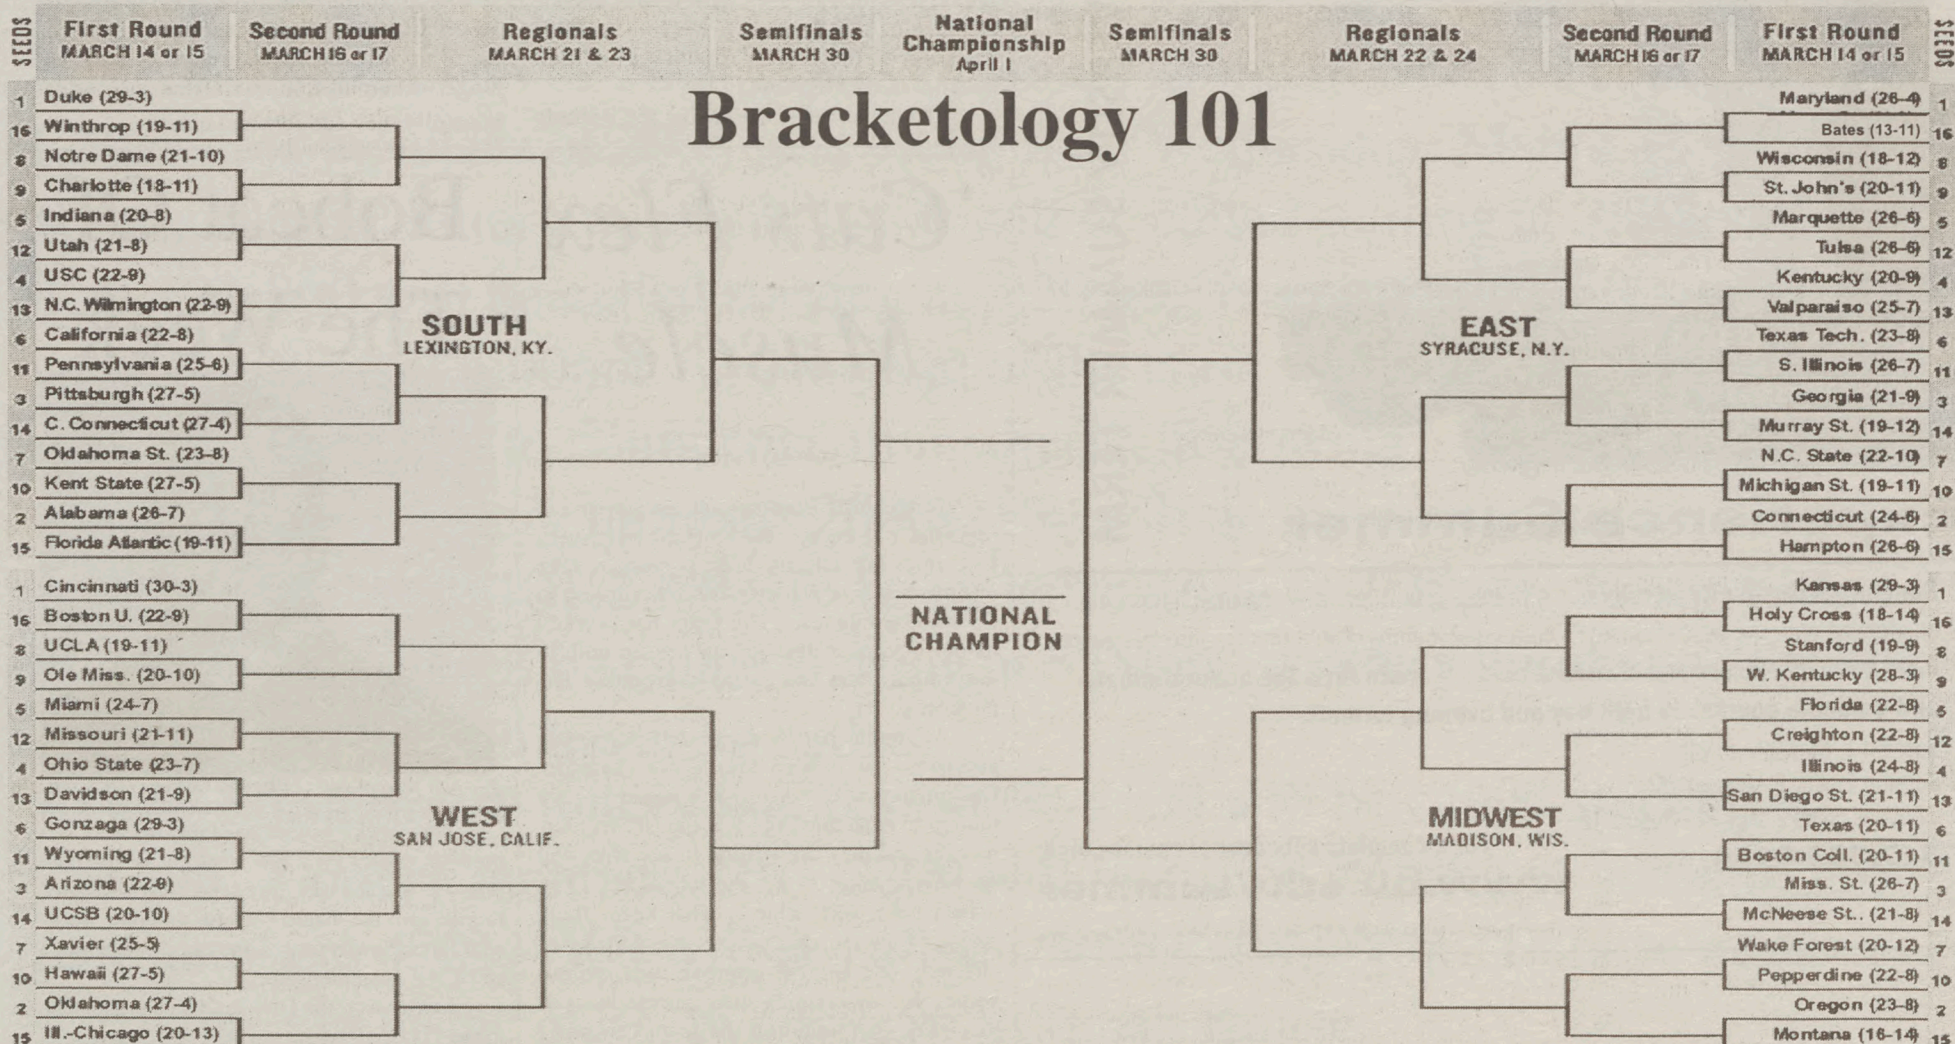 SEEDS
First Round
MARCH 14 or 15
Second Round
MARCH 16 or 17
Regionals
MARCH 21 & 23
Semifinals
MARCH 30
National
Championship
April 1
Semifinals
MARCH 30
Regionals
MARCH 22 & 24
Second Round
MARCH 16 or 17
First Round
MARCH 14 or 15
SEEDS
Bracketology 101
1 Duke (29-3)
16 Winthrop (19-11)
8 Notre Dame (21-10)
9 Charlotte (18-11)
5 Indiana (20-8)
12 Utah (21-8)
4 USC (22-9)
13 N.C. Wilmington (22-9)
6 California (22-8)
11 Pennsylvania (25-6)
3 Pittsburgh (27-5)
14 C. Connecticut (27-4)
7 Oklahoma St. (23-8)
10 Kent State (27-5)
2 Alabama (26-7)
15 Florida Atlantic (19-11)
SOUTH
LEXINGTON, KY.
1 Cincinnati (30-3)
16 Boston U. (22-9)
8 UCLA (19-11)
9 Ole Miss. (20-10)
5 Miami (24-7)
12 Missouri (21-11)
4 Ohio State (23-7)
13 Davidson (21-9)
6 Gonzaga (29-3)
11 Wyoming (21-8)
3 Arizona (22-9)
14 UCSB (20-10)
7 Xavier (25-5)
10 Hawaii (27-5)
2 Oklahoma (27-4)
15 Ill.-Chicago (20-13)
WEST
SAN JOSE, CALIF.
NATIONAL
CHAMPION
Maryland (26-4) 1
Bates (13-11) 16
Wisconsin (18-12) 8
St. John's (20-11) 9
Marquette (26-6) 5
Tulsa (26-6) 12
Kentucky (20-9) 4
Valparaiso (25-7) 13
Texas Tech. (23-8) 6
S. Illinois (26-7) 11
Georgia (21-9) 3
Murray St. (19-12) 14
N.C. State (22-10) 7
Michigan St. (19-11) 10
Connecticut (24-6) 2
Hampton (26-6) 15
EAST
SYRACUSE, N.Y.
Kansas (29-3) 1
Holy Cross (18-14) 16
Stanford (19-9) 8
W. Kentucky (28-3) 9
Florida (22-8) 5
Creighton (22-8) 12
Illinois (24-8) 4
San Diego St. (21-11) 13
Texas (20-11) 6
Boston Coll. (20-11) 11
Miss. St. (26-7) 3
McNeese St.. (21-8) 14
Wake Forest (20-12) 7
Pepperdine (22-8) 10
Oregon (23-8) 2
Montana (16-14) 15
MIDWEST
MADISON, WIS.